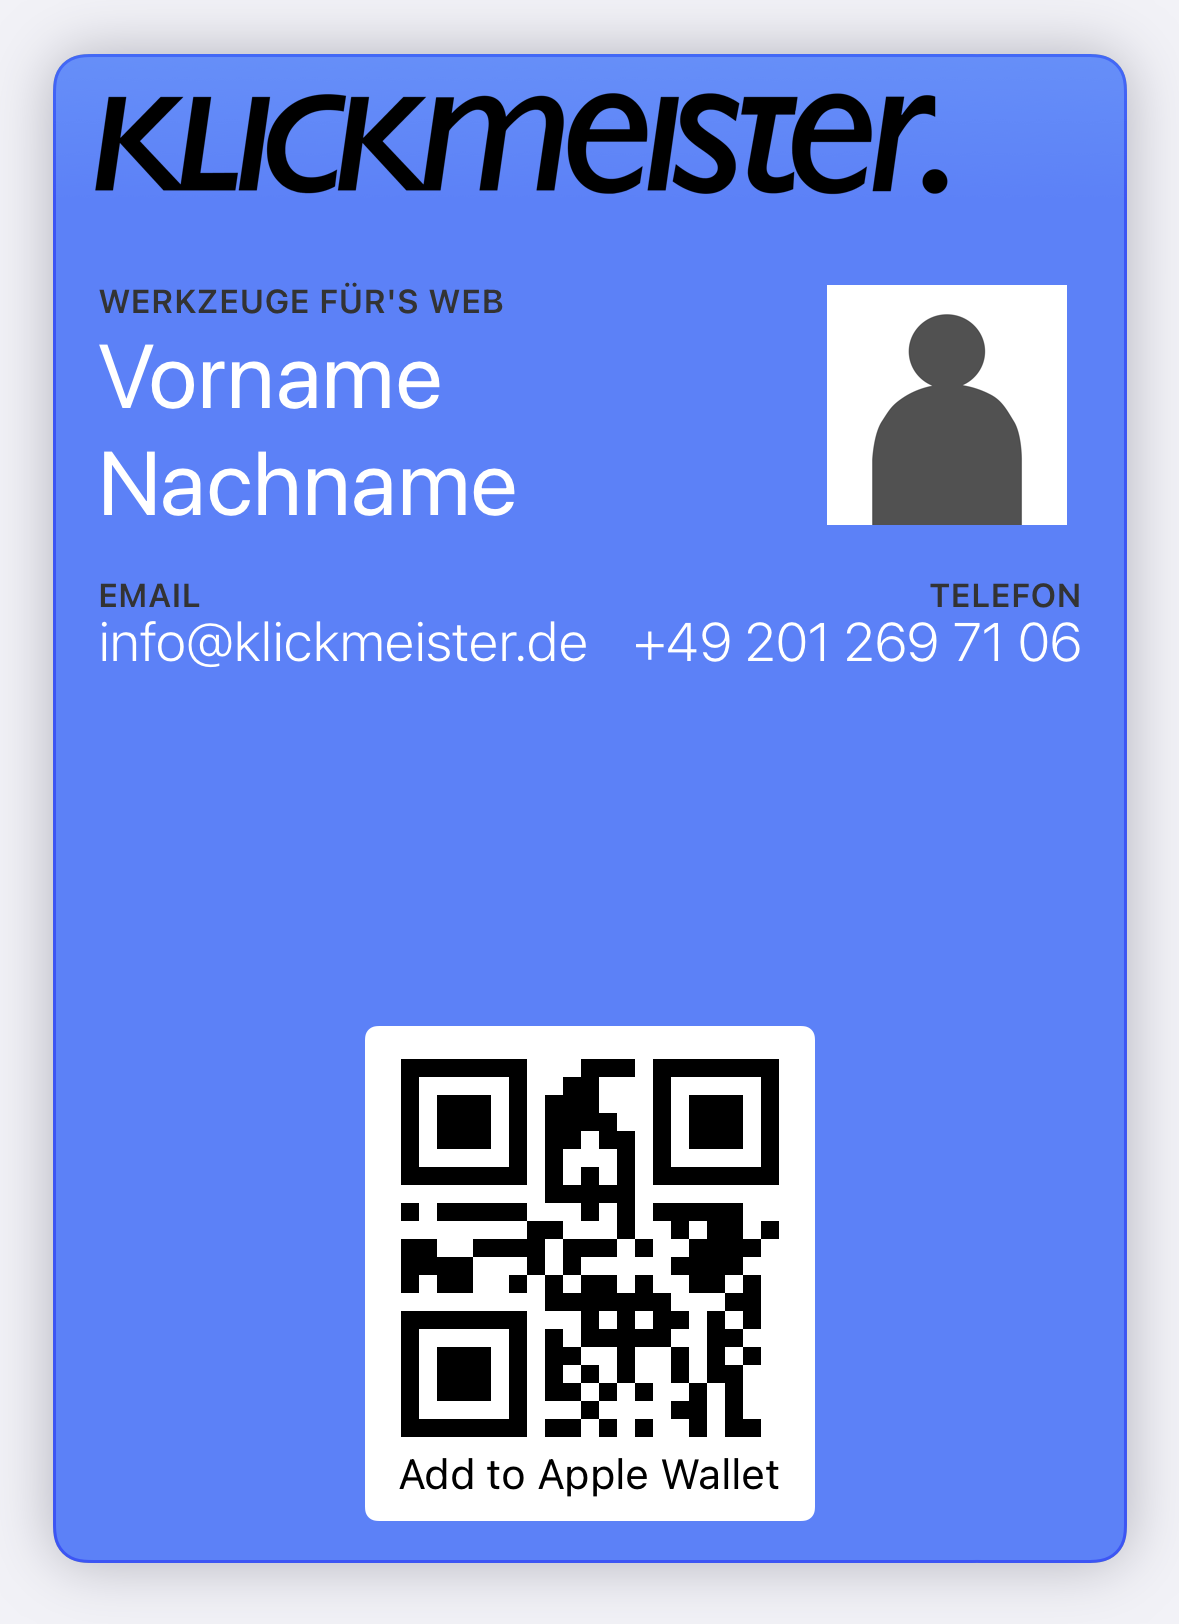 KLICKmeister.
WERKZEUGE FÜR'S WEB
Vorname
Nachname
EMAIL
info@klickmeister.de
TELEFON
+49 201 269 71 06
Add to Apple Wallet